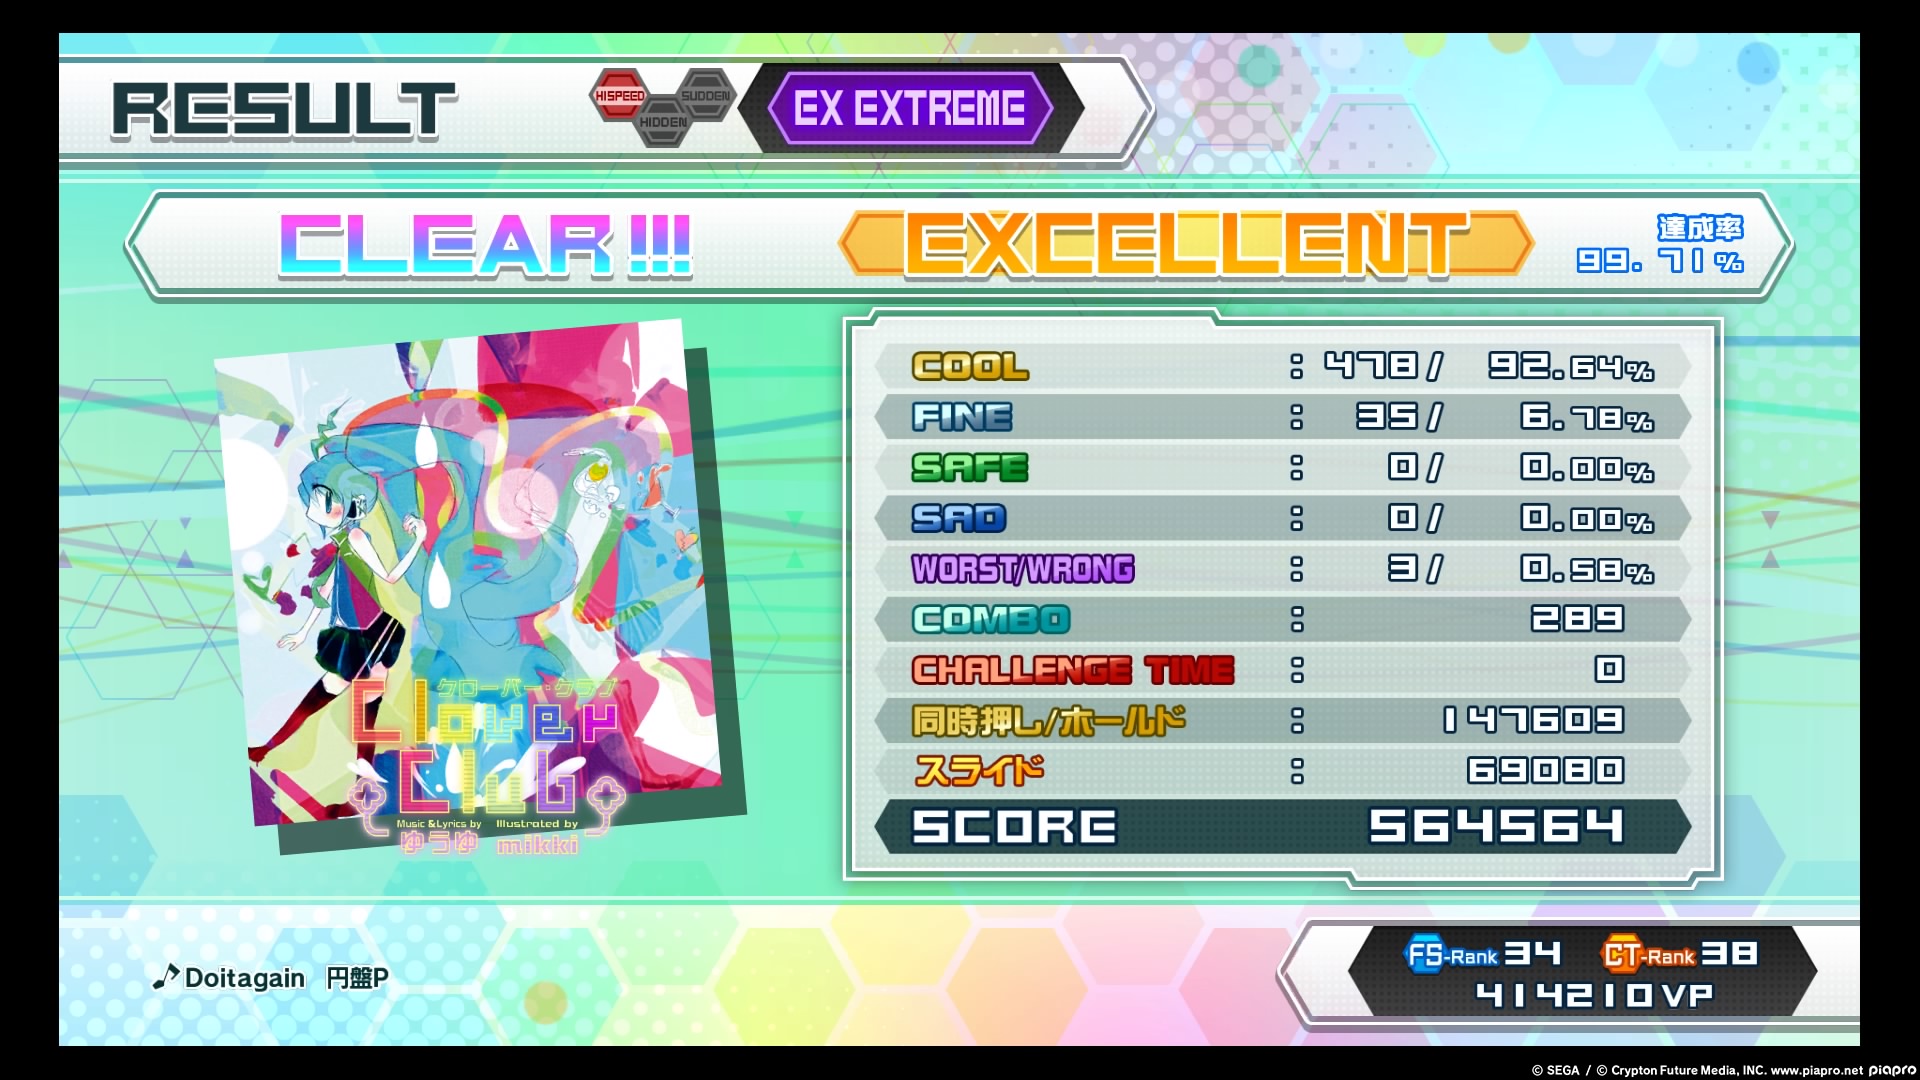 RESULT
HISPEED
HIDDEN
SUDDEN
EX EXTREME
CLEAR!!!
EXCELLENT
達成率
99.71%
COOL : 478/ 92.64%
FINE : 35/ 6.78%
SAFE : 0/ 0.00%
SAD : 0/ 0.00%
WORST/WRONG : 3/ 0.58%
COMBO : 289
CHALLENGE TIME : 0
同時押し/ホールド : 147609
スライド : 69080
SCORE 564564
クローバー・クラブ
Clover
Club
Music & Lyrics by Illustrated by
ゆうゆ mikki
♪Doitagain 円盤P
FS-Rank 34 CT-Rank 38
414210VP
© SEGA / © Crypton Future Media, INC. www.piapro.net piapro